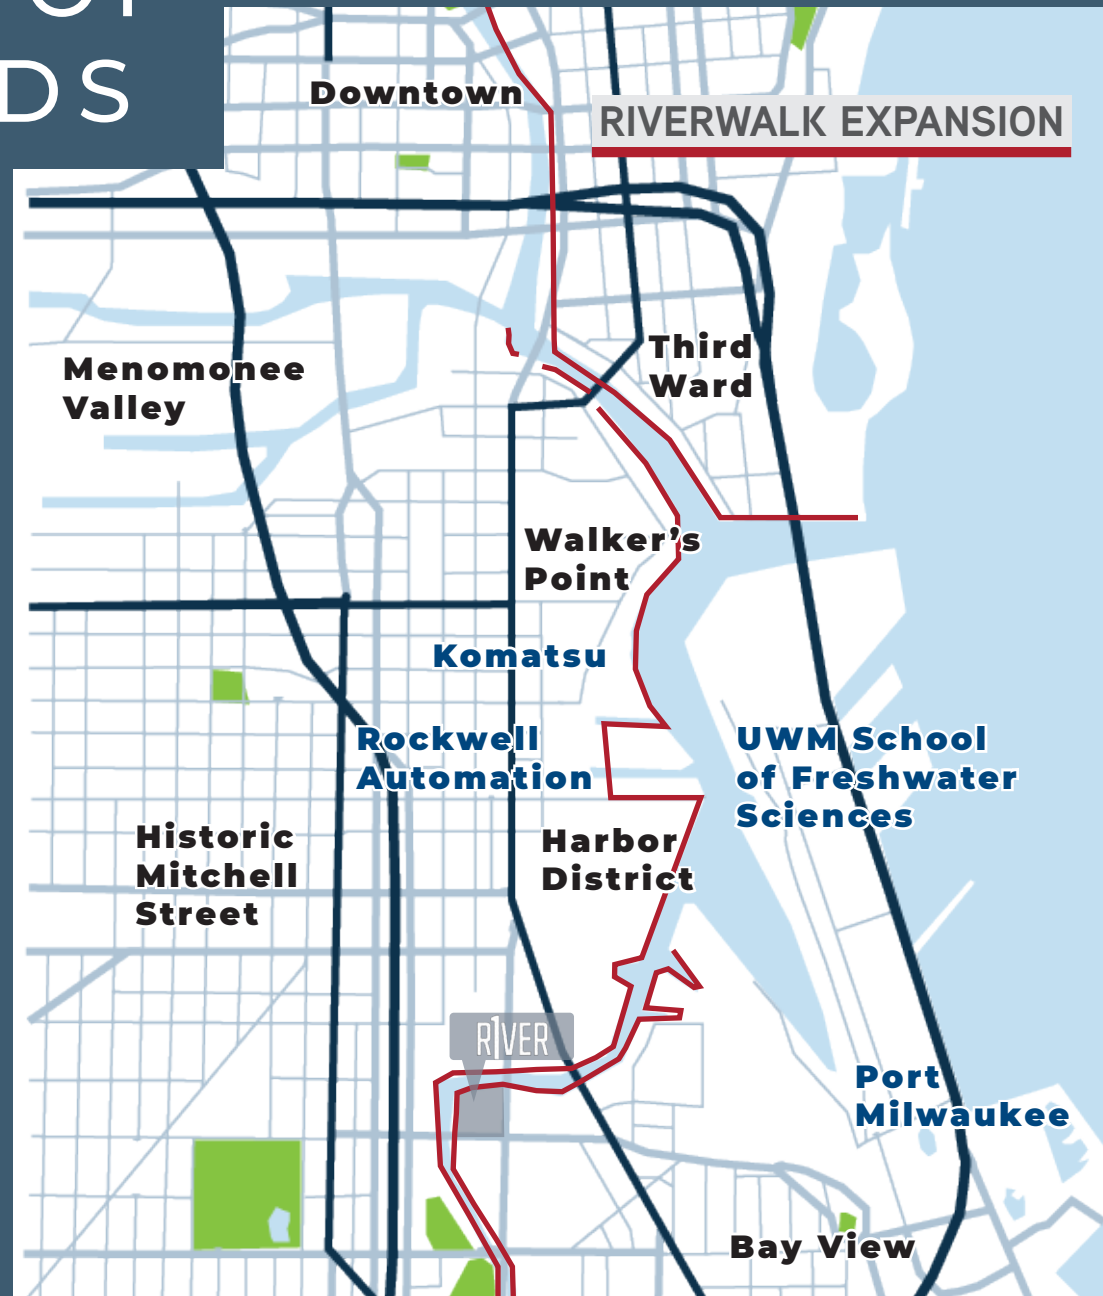 DS
Downtown
RIVERWALK EXPANSION
Third
Ward
Menomonee
Valley
Walker's
Point
Komatsu
Rockwell
Automation
UWM School
of Freshwater
Sciences
Historic
Mitchell
Street
Harbor
District
R1VER
Port
Milwaukee
Bay View